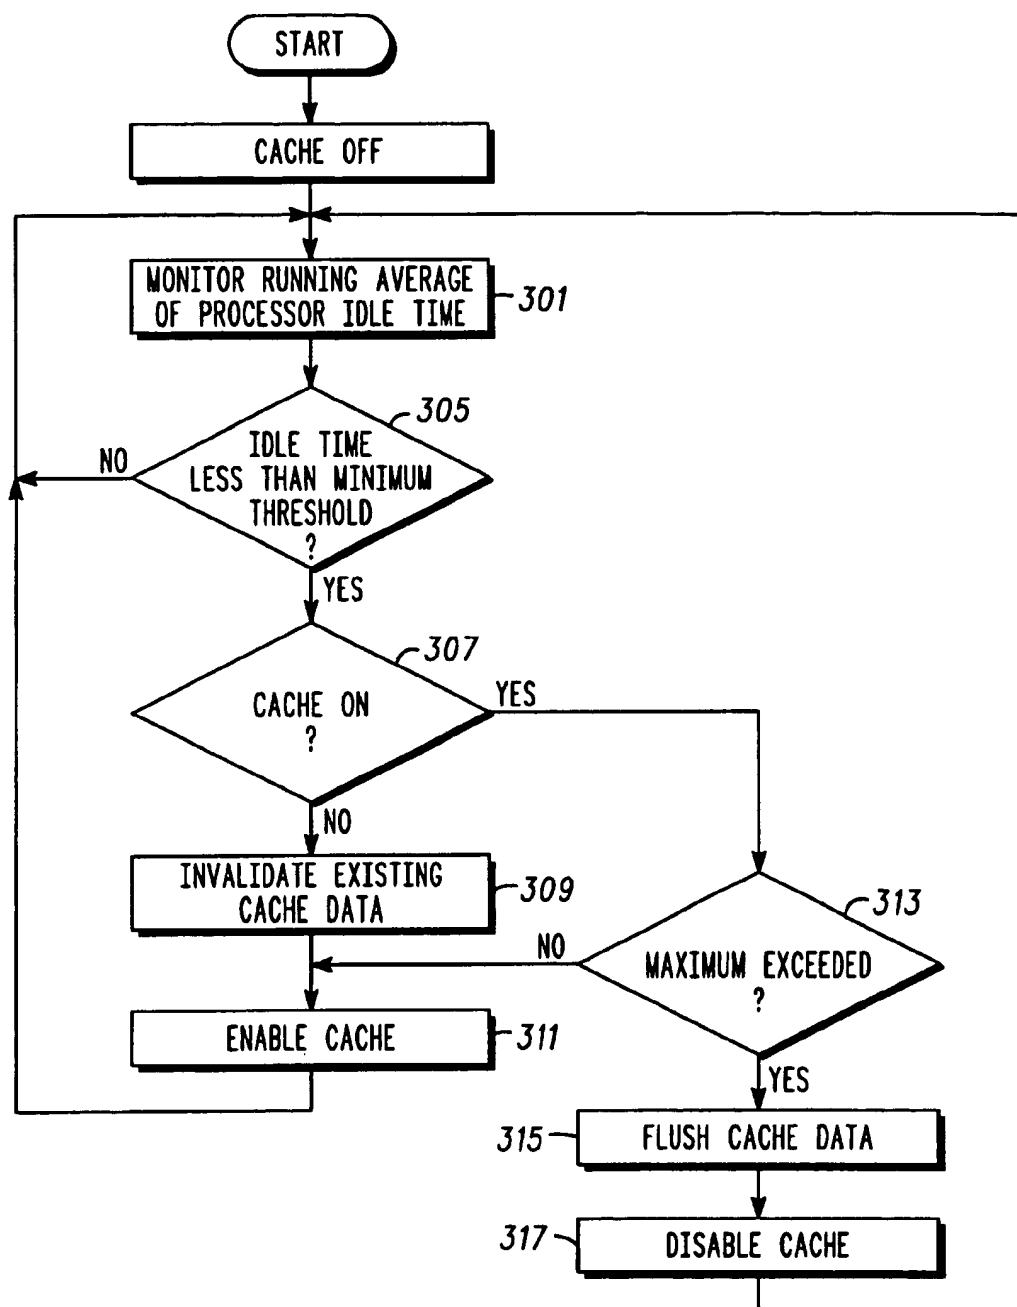 START
CACHE OFF
MONITOR RUNNING AVERAGE
OF PROCESSOR IDLE TIME
301
305
IDLE TIME
LESS THAN MINIMUM
THRESHOLD
?
NO
YES
307
CACHE ON
?
YES
NO
INVALIDATE EXISTING
CACHE DATA
309
313
MAXIMUM EXCEEDED
?
NO
ENABLE CACHE
311
YES
315
FLUSH CACHE DATA
317
DISABLE CACHE